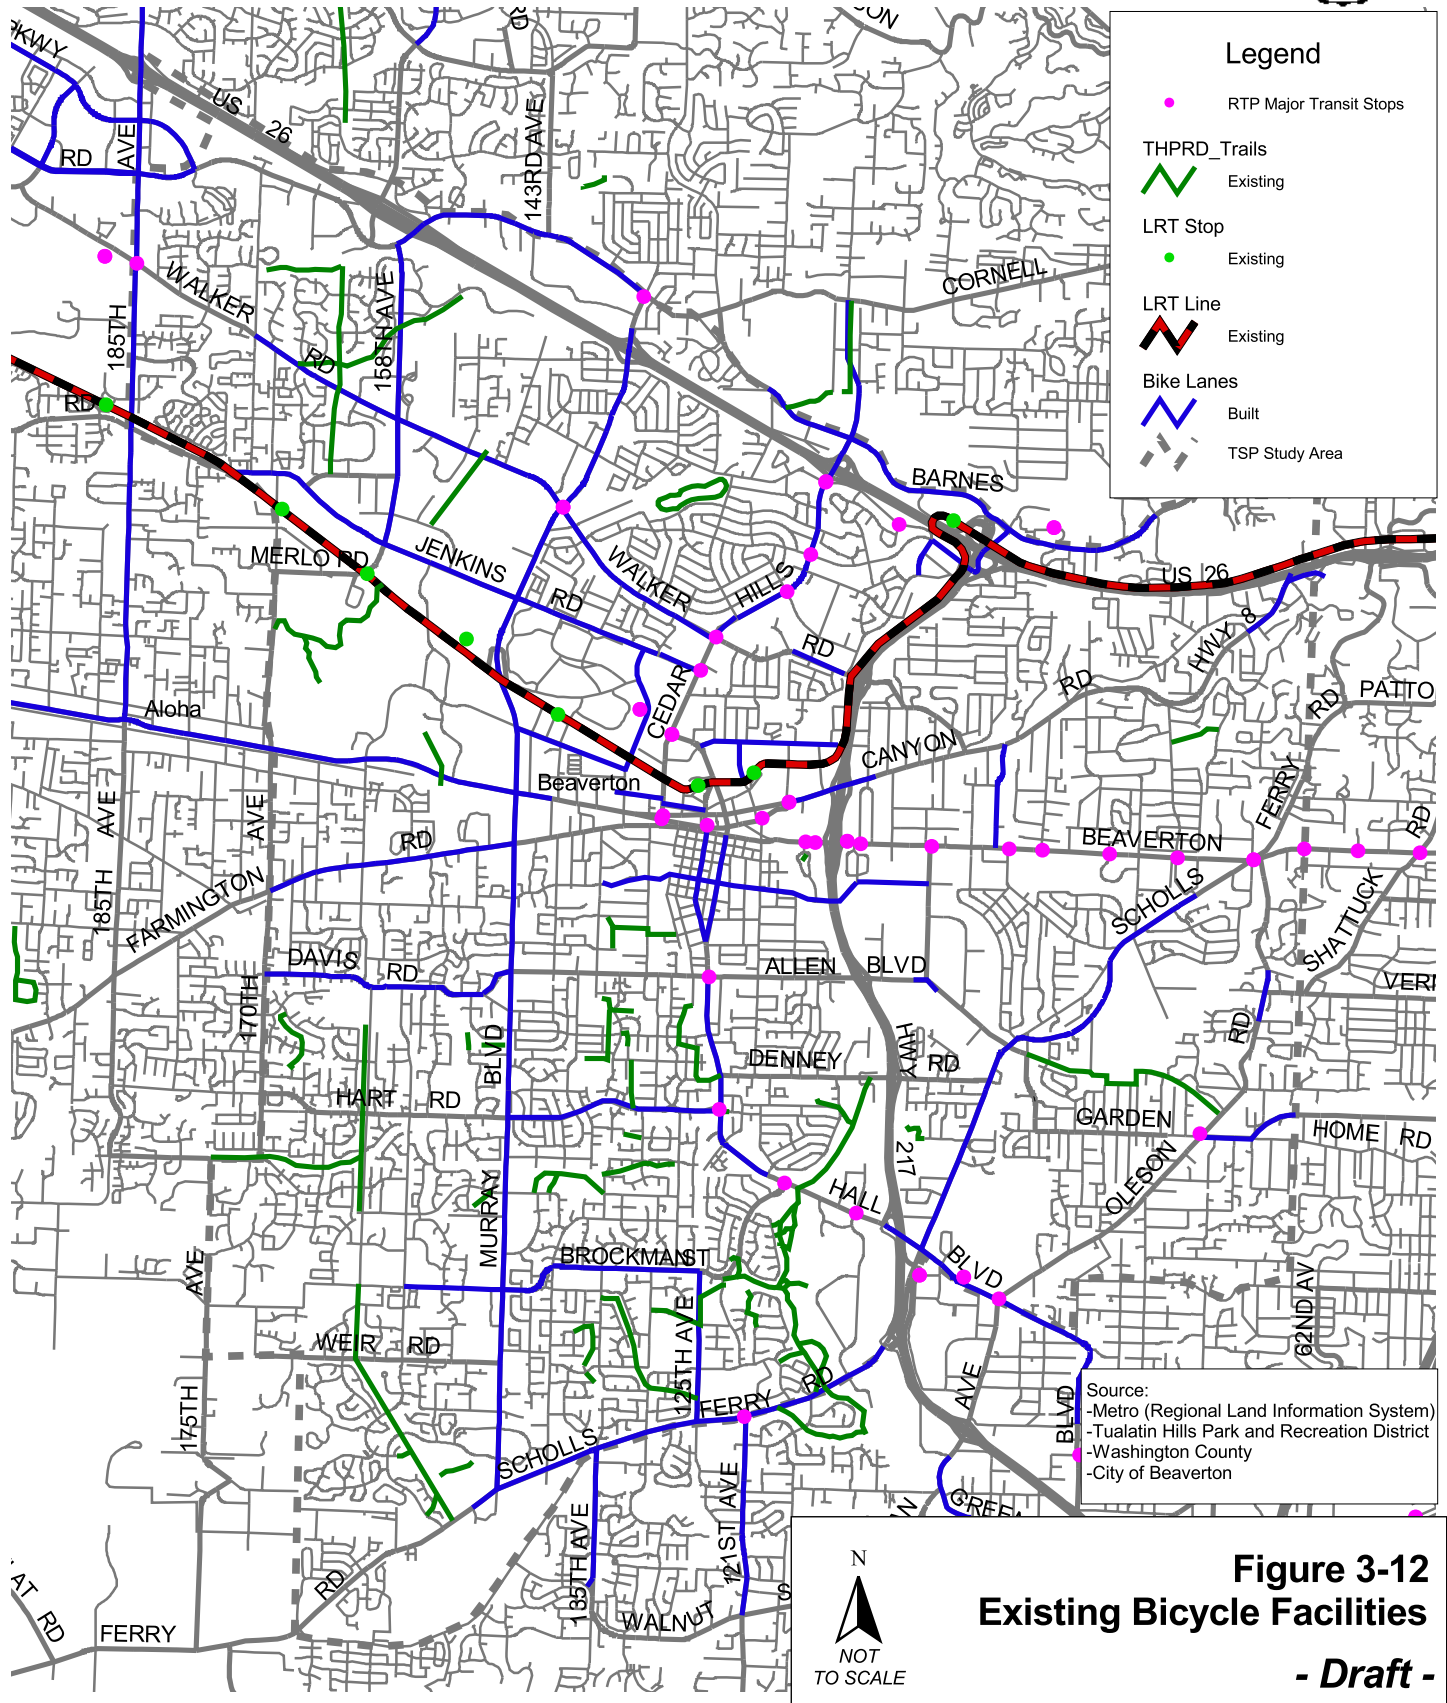 PKWY
US 26
RD
AVE
143RD AVE
RD
WALKER
RD
185TH
158TH AVE
CORNELL
RD
BARNES
MERLO RD
JENKINS
RD
WALKER
HILLS
RD
US 26
HWY 8
RD
RD
PATTO
Aloha
CEDAR
CANYON
Beaverton
FERRY
AVE
AVE
RD
BEAVERTON
RD
185TH
FARMINGTON
SCHOLLS
SHATTUCK
DAVIS
RD
ALLEN
BLVD
VER
170TH
BLVD
DENNEY
HWY
RD
RD
HART
RD
GARDEN
HOME RD
217
OLESON
MURRAY
HALL
BROCKMAN
ST
BLVD
AVE
62ND AV
125TH AVE
WEIR
RD
175TH
FERRY
RD
AVE
BLVD
SCHOLLS
121ST AVE
135TH AVE
GREEN
RD
AT
RD
FERRY
WALNUT
S
Legend
RTP Major Transit Stops
THPRD_Trails
Existing
LRT Stop
Existing
LRT Line
Existing
Bike Lanes
Built
TSP Study Area
Source:
-Metro (Regional Land Information System)
-Tualatin Hills Park and Recreation District
-Washington County
-City of Beaverton
N
NOT
TO SCALE
Figure 3-12
Existing Bicycle Facilities
- Draft -